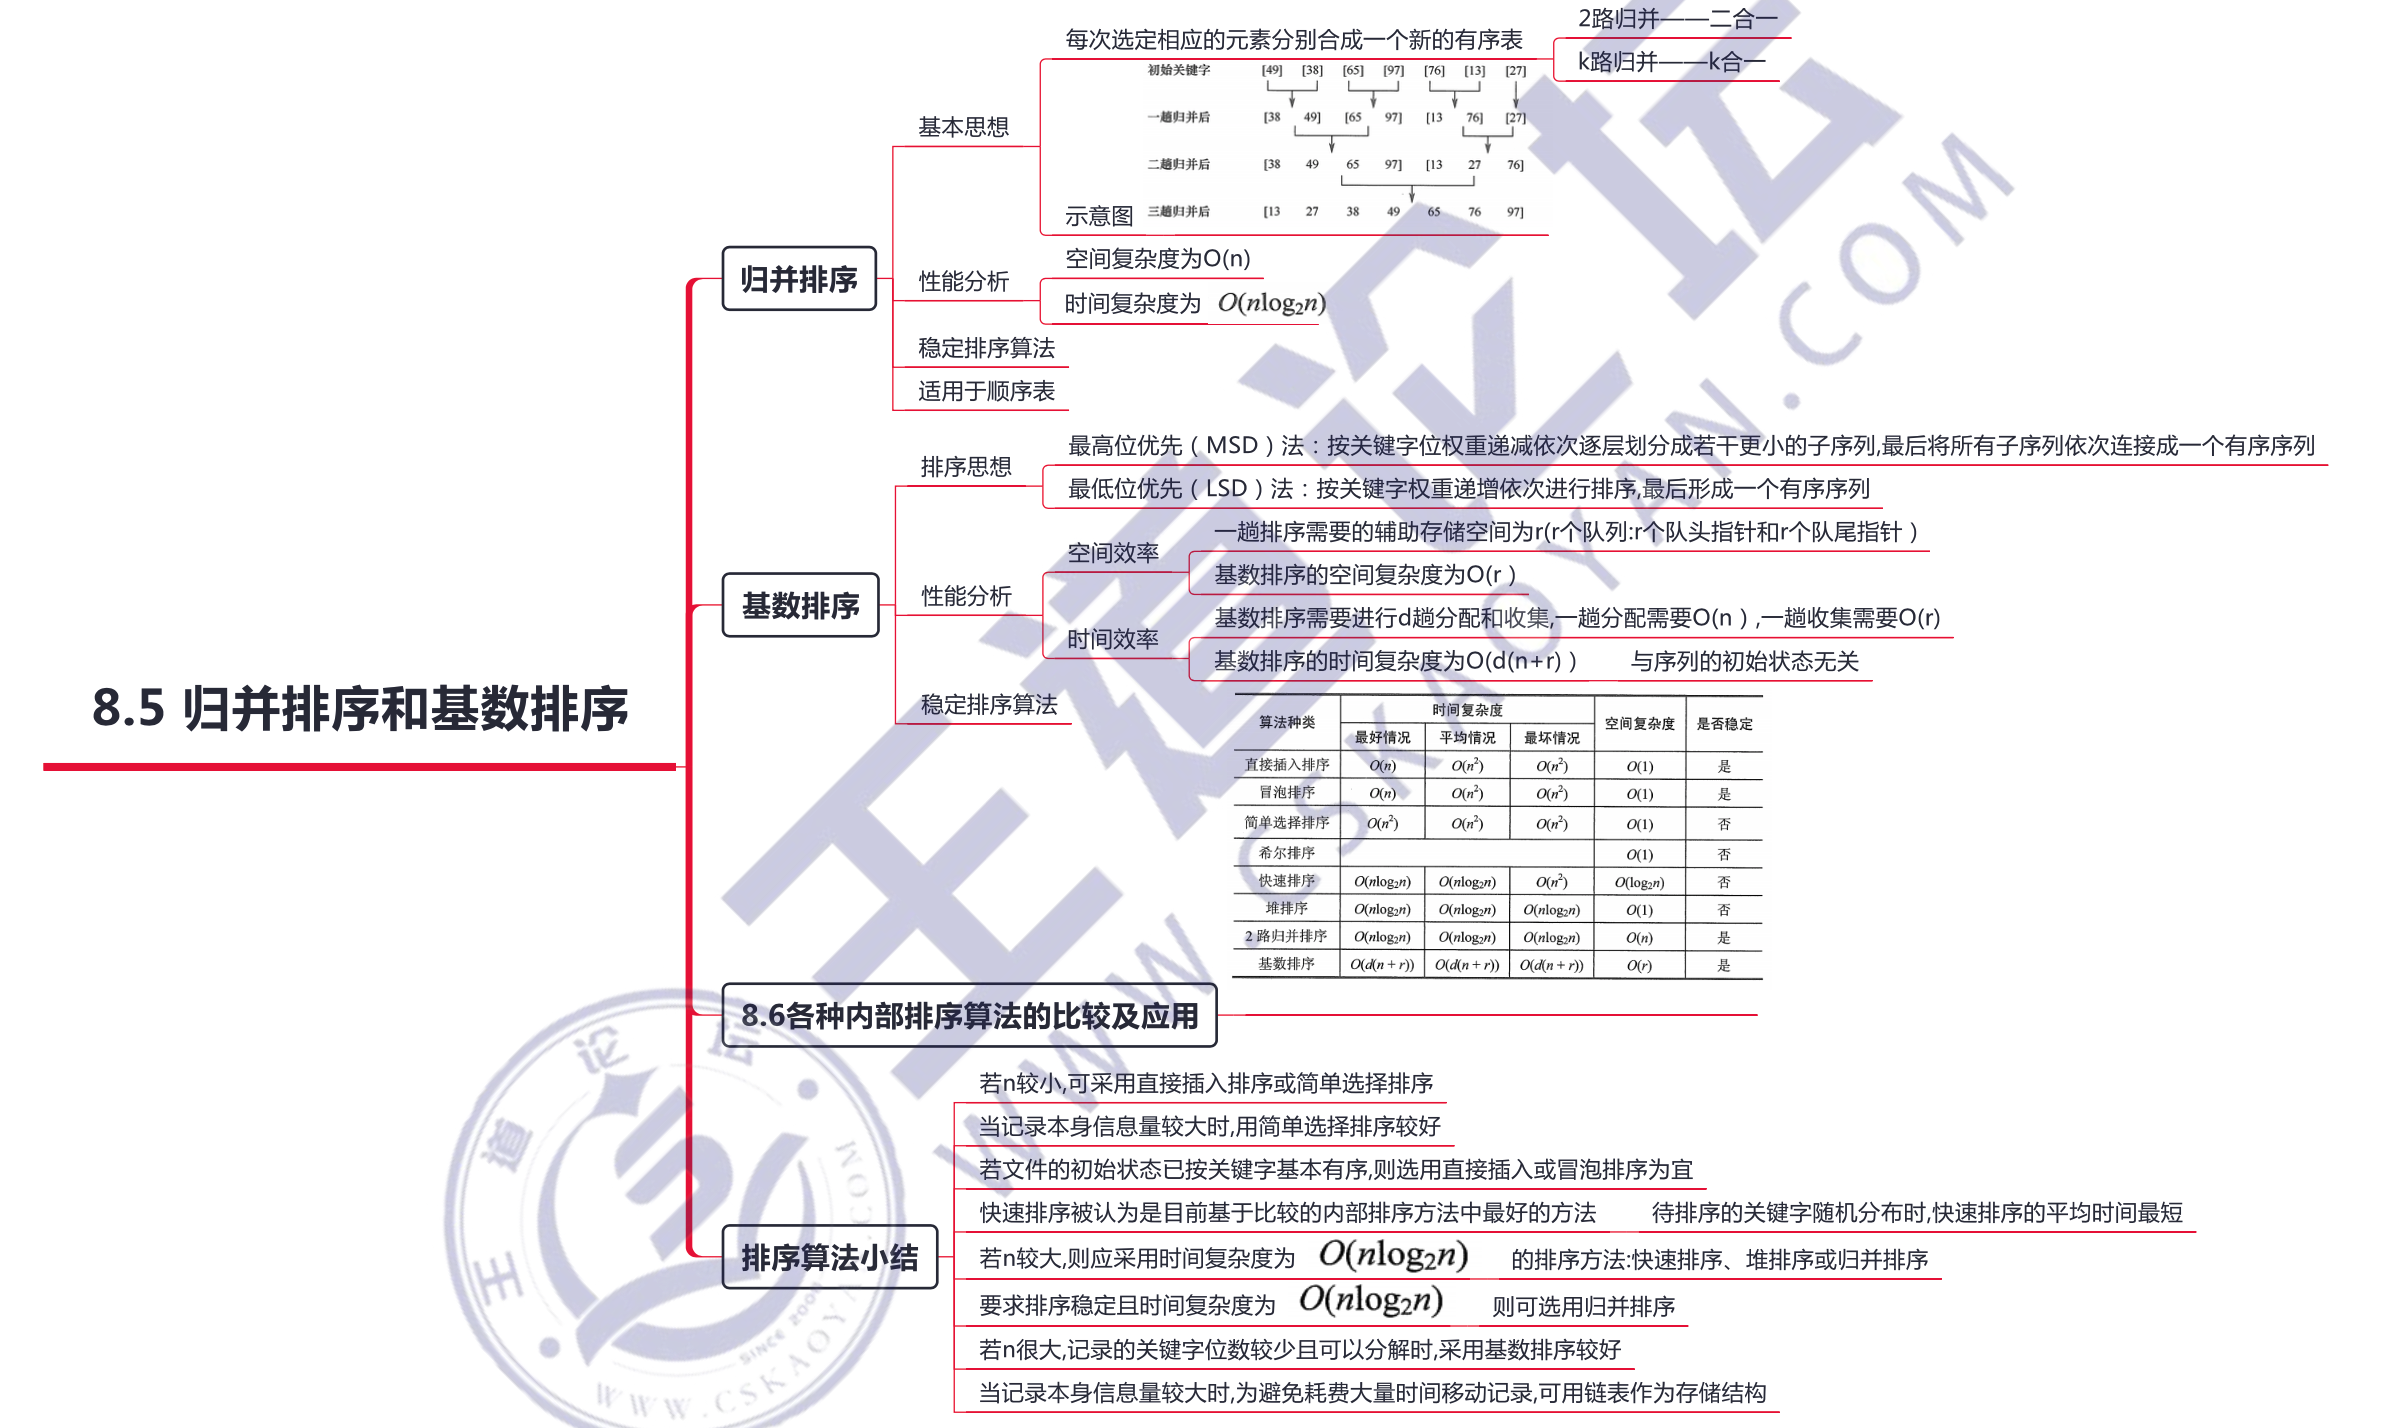 8.5 归并排序和基数排序
归并排序
基本思想
每次选定相应的元素分别合成一个新的有序表
2路归并——二合一
k路归并——k合一
示意图
初始关键字 [49] [38] [65] [97] [76] [13] [27]
一趟归并后 [38 49] [65 97] [13 76] [27]
二趟归并后 [38 49 65 97] [13 27 76]
三趟归并后 [13 27 38 49 65 76 97]
性能分析
空间复杂度为O(n)
时间复杂度为 O(nlog₂n)
稳定排序算法
适用于顺序表
基数排序
排序思想
最高位优先（MSD）法：按关键字位权重递减依次逐层划分成若干更小的子序列,最后将所有子序列依次连接成一个有序序列
最低位优先（LSD）法：按关键字权重递增依次进行排序,最后形成一个有序序列
性能分析
空间效率
一趟排序需要的辅助存储空间为r(r个队列:r个队头指针和r个队尾指针）
基数排序的空间复杂度为O(r）
时间效率
基数排序需要进行d趟分配和收集,一趟分配需要O(n）,一趟收集需要O(r)
基数排序的时间复杂度为O(d(n+r)） 与序列的初始状态无关
稳定排序算法
8.6各种内部排序算法的比较及应用
算法种类 时间复杂度 空间复杂度 是否稳定
最好情况 平均情况 最坏情况
直接插入排序 O(n) O(n²) O(n²) O(1) 是
冒泡排序 O(n) O(n²) O(n²) O(1) 是
简单选择排序 O(n²) O(n²) O(n²) O(1) 否
希尔排序 O(1) 否
快速排序 O(nlog₂n) O(nlog₂n) O(n²) O(log₂n) 否
堆排序 O(nlog₂n) O(nlog₂n) O(nlog₂n) O(1) 否
2 路归并排序 O(nlog₂n) O(nlog₂n) O(nlog₂n) O(n) 是
基数排序 O(d(n + r)) O(d(n + r)) O(d(n + r)) O(r) 是
排序算法小结
若n较小,可采用直接插入排序或简单选择排序
当记录本身信息量较大时,用简单选择排序较好
若文件的初始状态已按关键字基本有序,则选用直接插入或冒泡排序为宜
快速排序被认为是目前基于比较的内部排序方法中最好的方法 待排序的关键字随机分布时,快速排序的平均时间最短
若n较大,则应采用时间复杂度为 O(nlog₂n) 的排序方法:快速排序、堆排序或归并排序
要求排序稳定且时间复杂度为 O(nlog₂n) 则可选用归并排序
若n很大,记录的关键字位数较少且可以分解时,采用基数排序较好
当记录本身信息量较大时,为避免耗费大量时间移动记录,可用链表作为存储结构
王道论坛
WWW.CSKAOYAN.COM
王道论坛
SINCE 2008
WWW.CSKAOYAN.COM